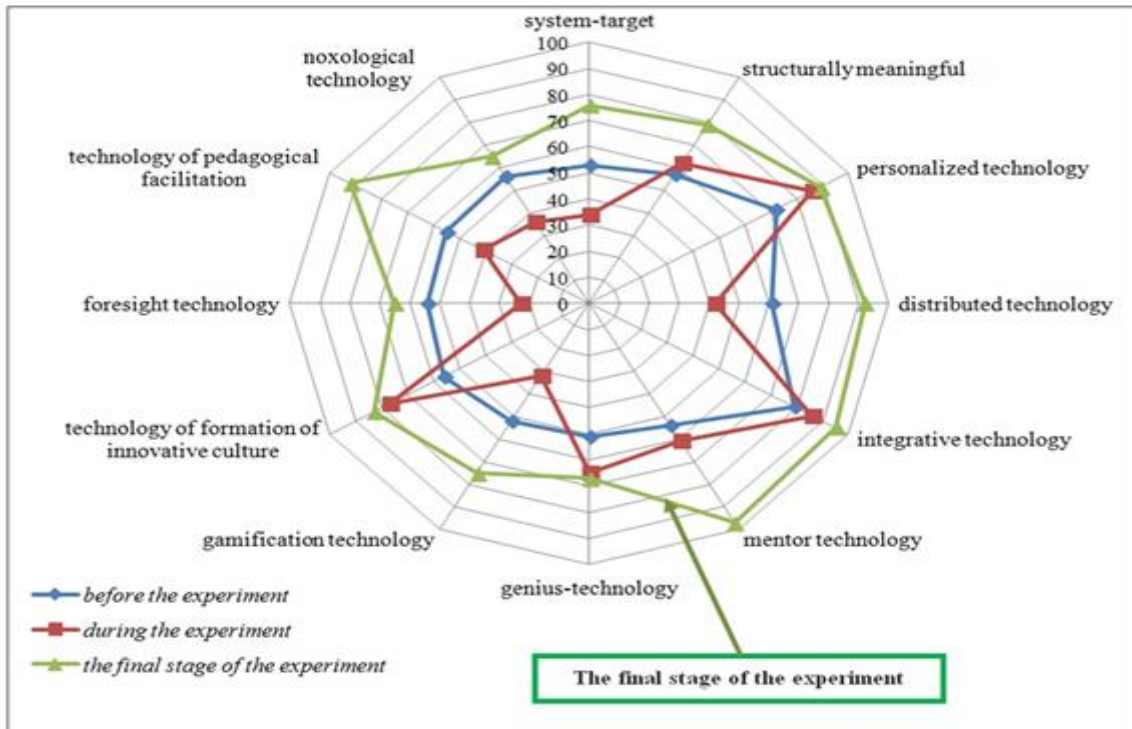 system-target
noxological
technology
structurally meaningful
technology of pedagogical
facilitation
personalized technology
100
90
80
70
60
50
40
30
20
10
0
foresight technology
distributed technology
technology of formation of
innovative culture
integrative technology
gamification technology
mentor technology
genius-technology
before the experiment
during the experiment
the final stage of the experiment
The final stage of the experiment